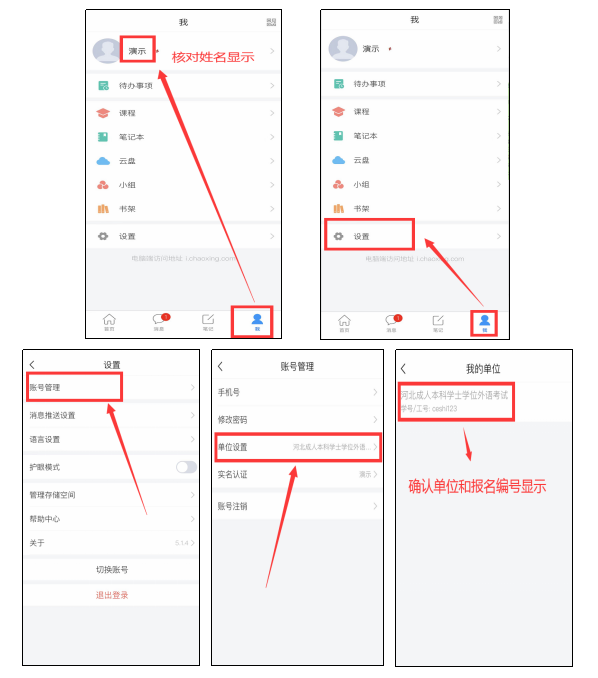 我
演示
核对姓名显示
待办事项
课程
笔记本
云盘
小组
书架
设置
电脑端访问地址 i.chaoxing.com
首页
消息
笔记
我
我
演示
待办事项
课程
笔记本
云盘
小组
书架
设置
电脑端访问地址 i.chaoxing.com
首页
消息
笔记
我
设置
账号管理
消息推送设置
语言设置
护眼模式
管理存储空间
帮助中心
关于 5.1.4
切换账号
退出登录
账号管理
手机号
修改密码
单位设置 河北成人本科学士学位外语...
实名认证 演示
账号注销
我的单位
河北成人本科学士学位外语考试
学号/工号: ceshi123
确认单位和报名编号显示